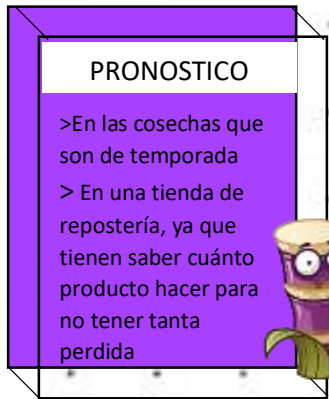 PRONOSTICO
>En las cosechas que
son de temporada
> En una tienda de
repostería, ya que
tienen saber cuánto
producto hacer para
no tener tanta
perdida